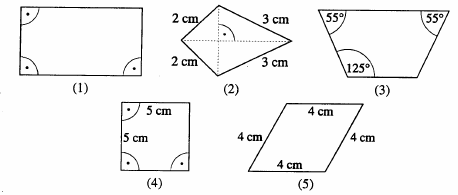 2 cm 3 cm
2 cm 3 cm
55° 55°
125°
(1) (2) (3)
5 cm
5 cm
4 cm
4 cm 4 cm
4 cm
(4) (5)